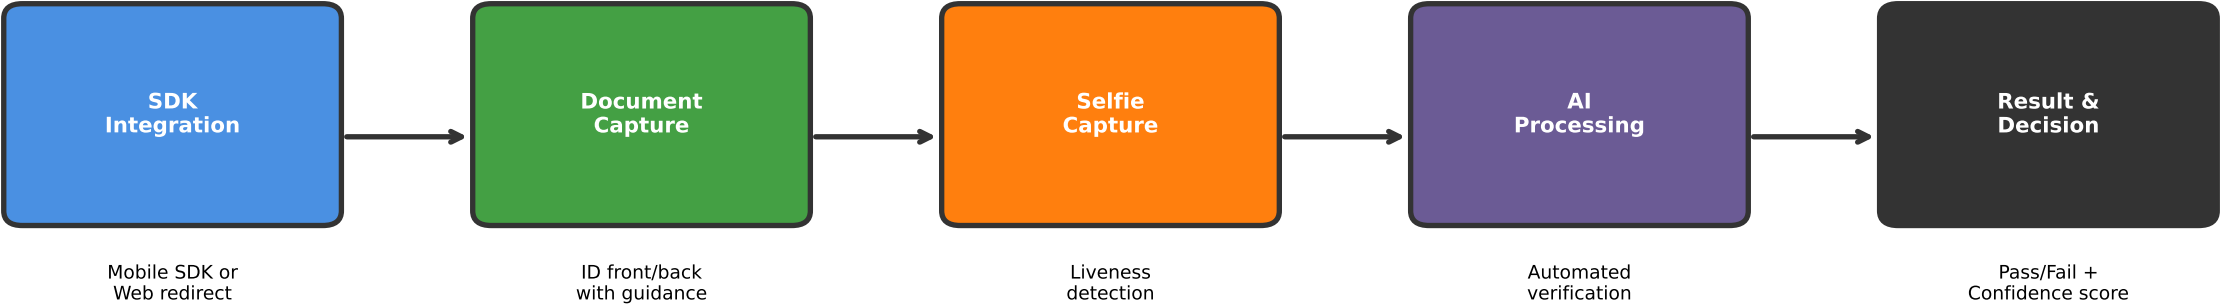 SDK
Integration
Document
Capture
Selfie
Capture
AI
Processing
Result &
Decision
Mobile SDK or
Web redirect
ID front/back
with guidance
Liveness
detection
Automated
verification
Pass/Fail +
Confidence score